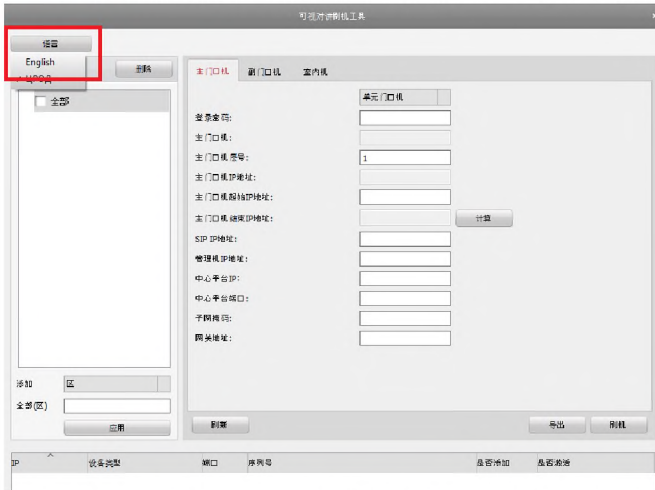 可视对讲刷机工具
语言
English
删除
全部
主门口机 副门口机 室内机
单元门口机
登录密码:
主门口机:
主门口机序号: 1
主门口机IP地址:
主门口机起始IP地址:
主门口机结束IP地址: 计算
SIP IP地址:
管理机IP地址:
中心平台IP:
中心平台端口:
子网掩码:
网关地址:
添加 区
全部(区)
应用
刷新 导出 刷机
IP 设备类型 端口 序列号 是否添加 是否激活